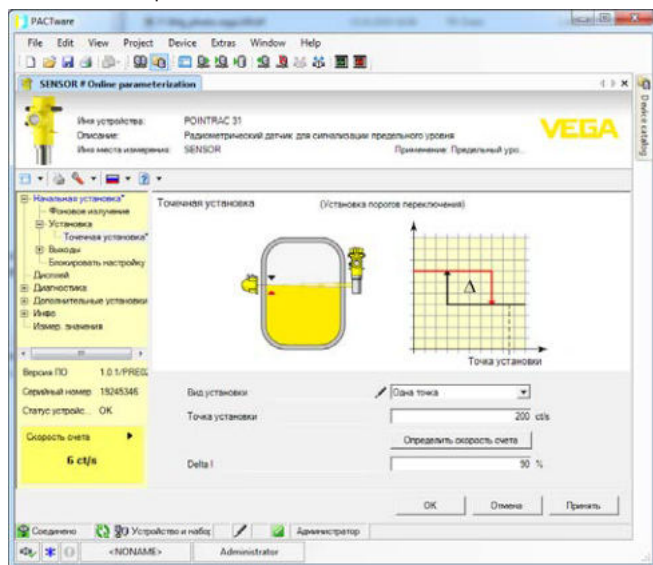 PACTware
File Edit View Project Device Extras Window Help
SENSOR # Online parameterization
Device catalog
Имя устройства: POINTRAC 31
Описание: Радиометрический датчик для сигнализации предельного уровня
Имя места измерения: SENSOR Применение: Предельный уро...
VEGA
Начальная установка*
Фоновое излучение
Установка
Точечная установка*
Выходы
Блокировать настройку
Дисплей
Диагностика
Дополнительные установки
Инфо
Измер. значения
Версия ПО 1.0.1/PRE0
Серийный номер 19245346
Статус устройс... OK
Скорость счета
6 ct/s
Точечная установка (Установка порогов переключения)
Δ
Точка установки
Вид установки Одна точка
Точка установки 200 ct/s
Определить скорость счета
Delta I 90 %
OK Отмена Принять
Соединено Устройство и набор Администратор
<NONAME> Administrator